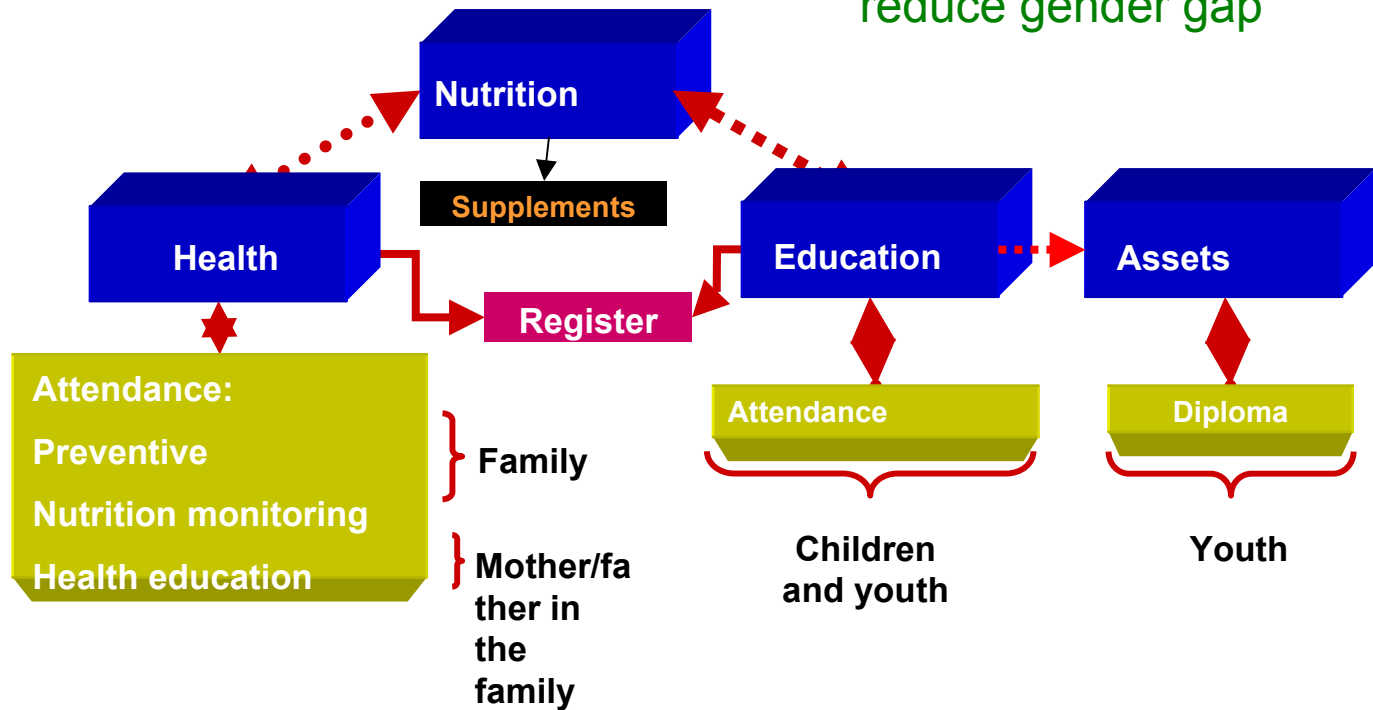 reduce gender gap
Nutrition
Supplements
Health
Education
Assets
Register
Attendance:
Preventive
Nutrition monitoring
Health education
Family
Mother/fa
ther in
the
family
Attendance
Children
and youth
Diploma
Youth